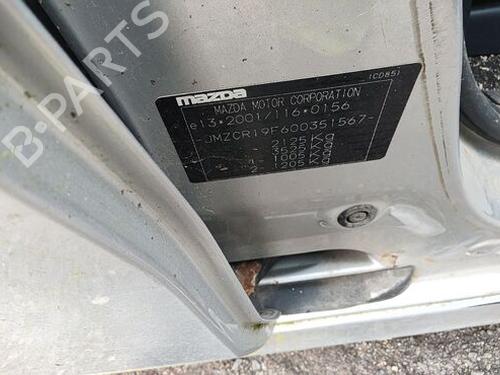 B-PARTS
mazda
(CD85)
MAZDA MOTOR CORPORATION
e13*2001/116*0156
-JMZCR19F600351567-
2125 Kg
3525 Kg
1- 1005 Kg
2- 1205 Kg